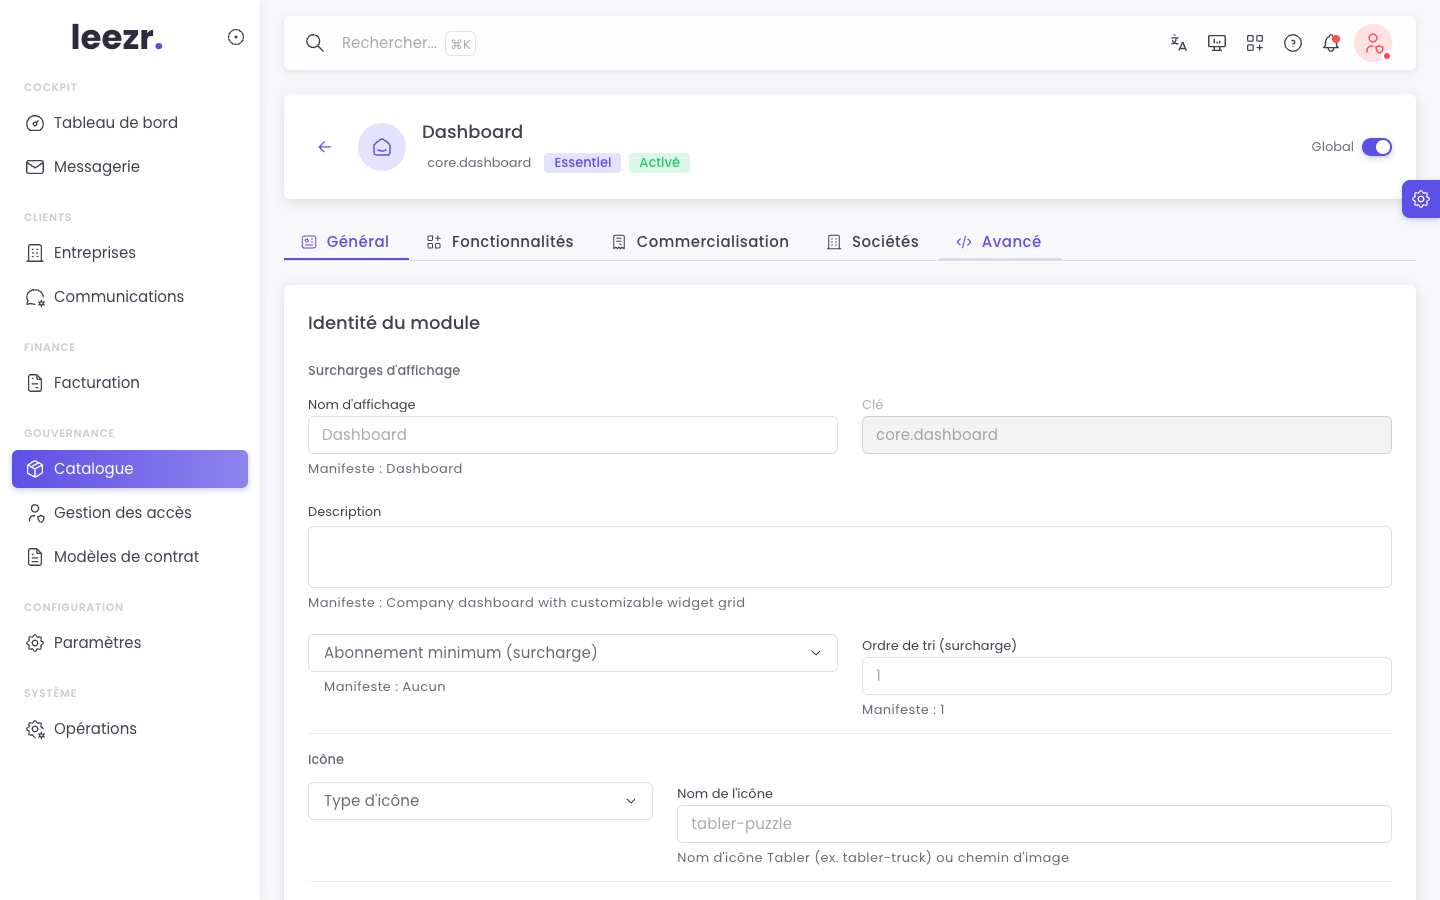 leezr.
COCKPIT
Tableau de bord
Messagerie
CLIENTS
Entreprises
Communications
FINANCE
Facturation
GOUVERNANCE
Catalogue
Gestion des accès
Modèles de contrat
CONFIGURATION
Paramètres
SYSTÈME
Opérations
Rechercher... ⌘K
Dashboard
core.dashboard Essentiel Activé
Global
Général Fonctionnalités Commercialisation Sociétés Avancé
Identité du module
Surcharges d'affichage
Nom d'affichage
Dashboard
Manifeste : Dashboard
Clé
core.dashboard
Description
Manifeste : Company dashboard with customizable widget grid
Abonnement minimum (surcharge)
Manifeste : Aucun
Ordre de tri (surcharge)
1
Manifeste : 1
Icône
Type d'icône
Nom de l'icône
tabler-puzzle
Nom d'icône Tabler (ex. tabler-truck) ou chemin d'image